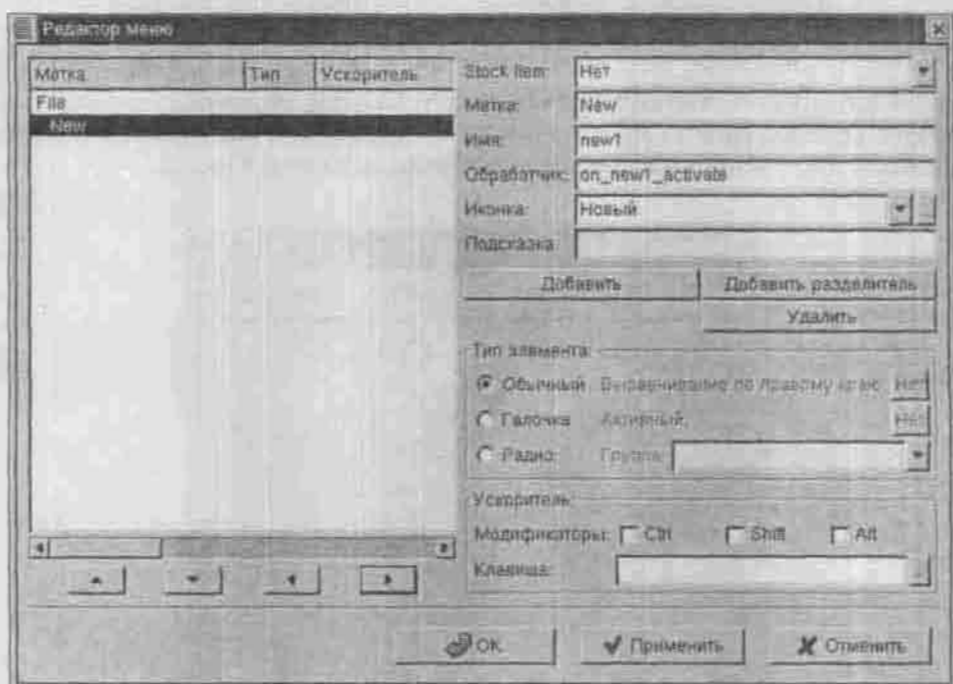 Редактор меню
Метка Тип Ускоритель
File
New
Stock Item: Нет
Метка: New
Имя: new1
Обработчик: on_new1_activate
Иконка: Новый
Подсказка:
Добавить Добавить разделитель
Удалить
Тип элемента:
Обычный Выравнивание по правому краю: Нет
Галочка Активный: Нет
Радио: Группа:
Ускоритель:
Модификаторы: Ctrl Shift Alt
Клавиша:
OK Применить Отменить